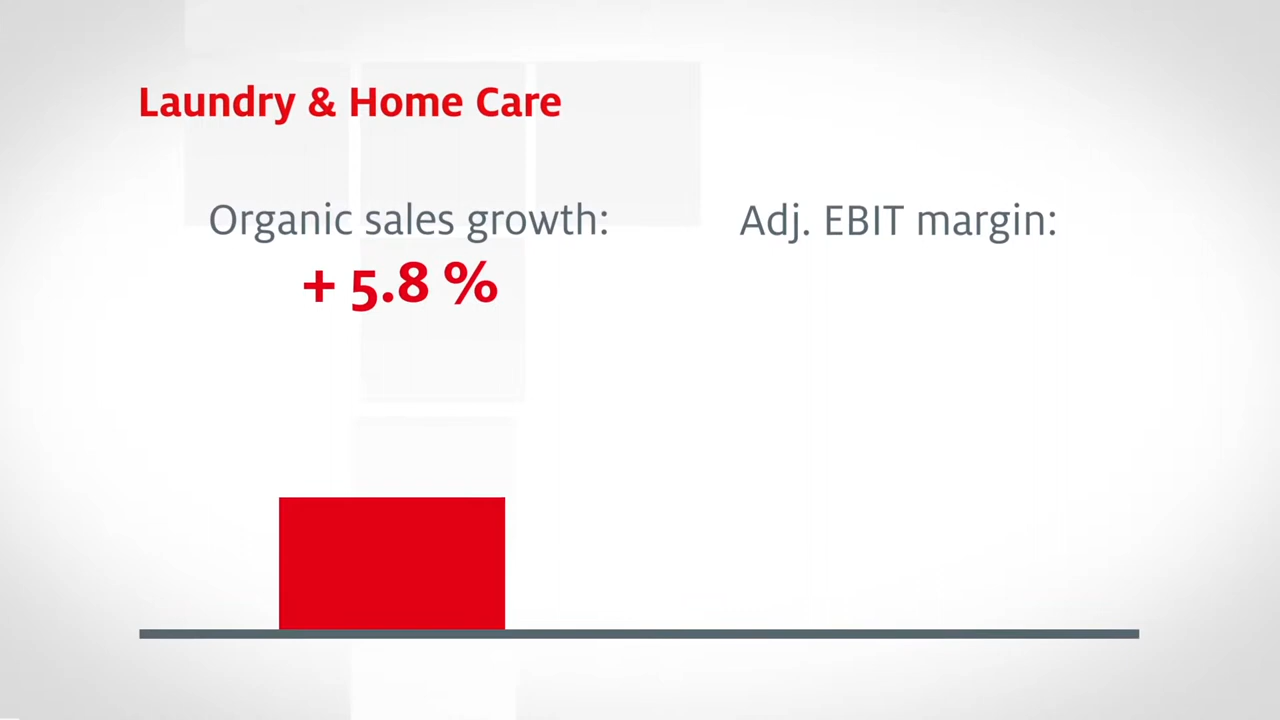 Laundry & Home Care
Organic sales growth:
+ 5.8 %
Adj. EBIT margin: